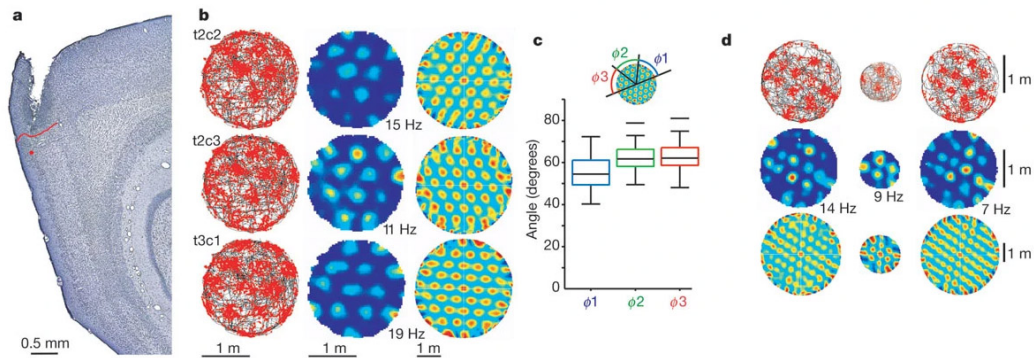 a
0.5 mm
b
t2c2
15 Hz
t2c3
11 Hz
t3c1
19 Hz
1 m
1 m
1 m
c
ϕ3
ϕ2
ϕ1
Angle (degrees)
80
60
40
20
0
ϕ1
ϕ2
ϕ3
d
1 m
14 Hz
9 Hz
7 Hz
1 m
1 m